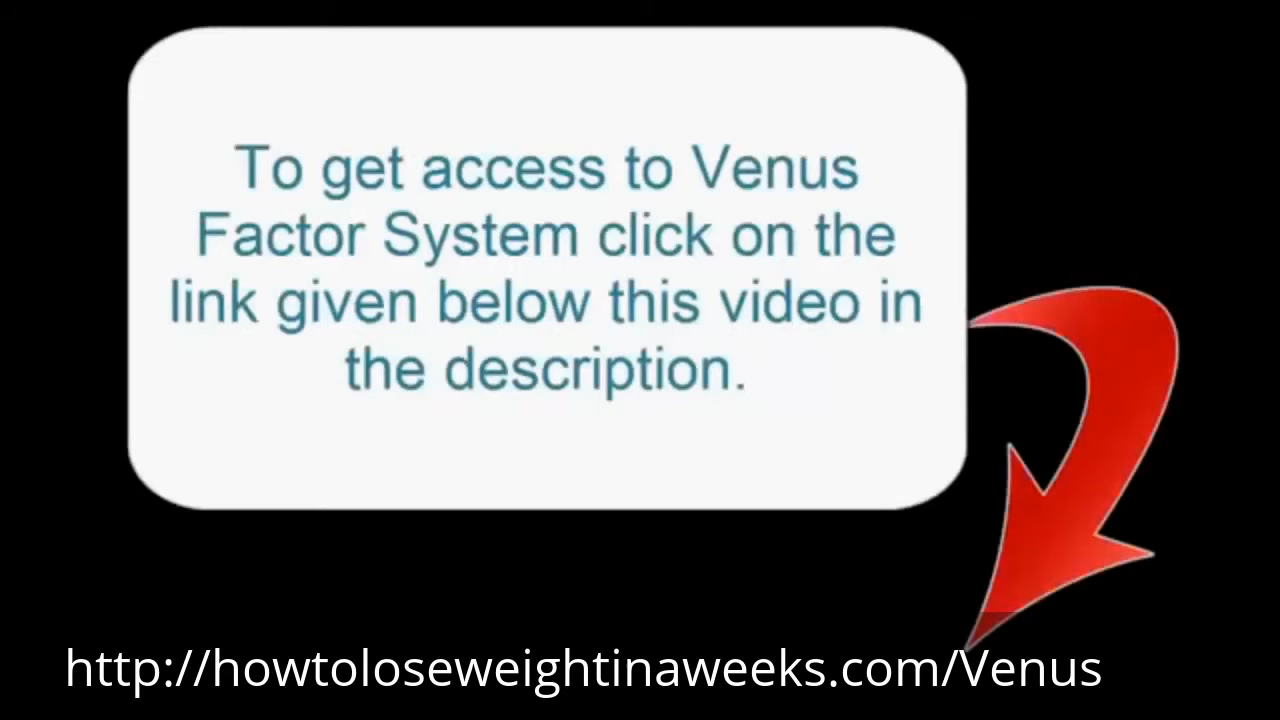 To get access to Venus
Factor System click on the
link given below this video in
the description.
http://howtoloseweightinaweeks.com/Venus